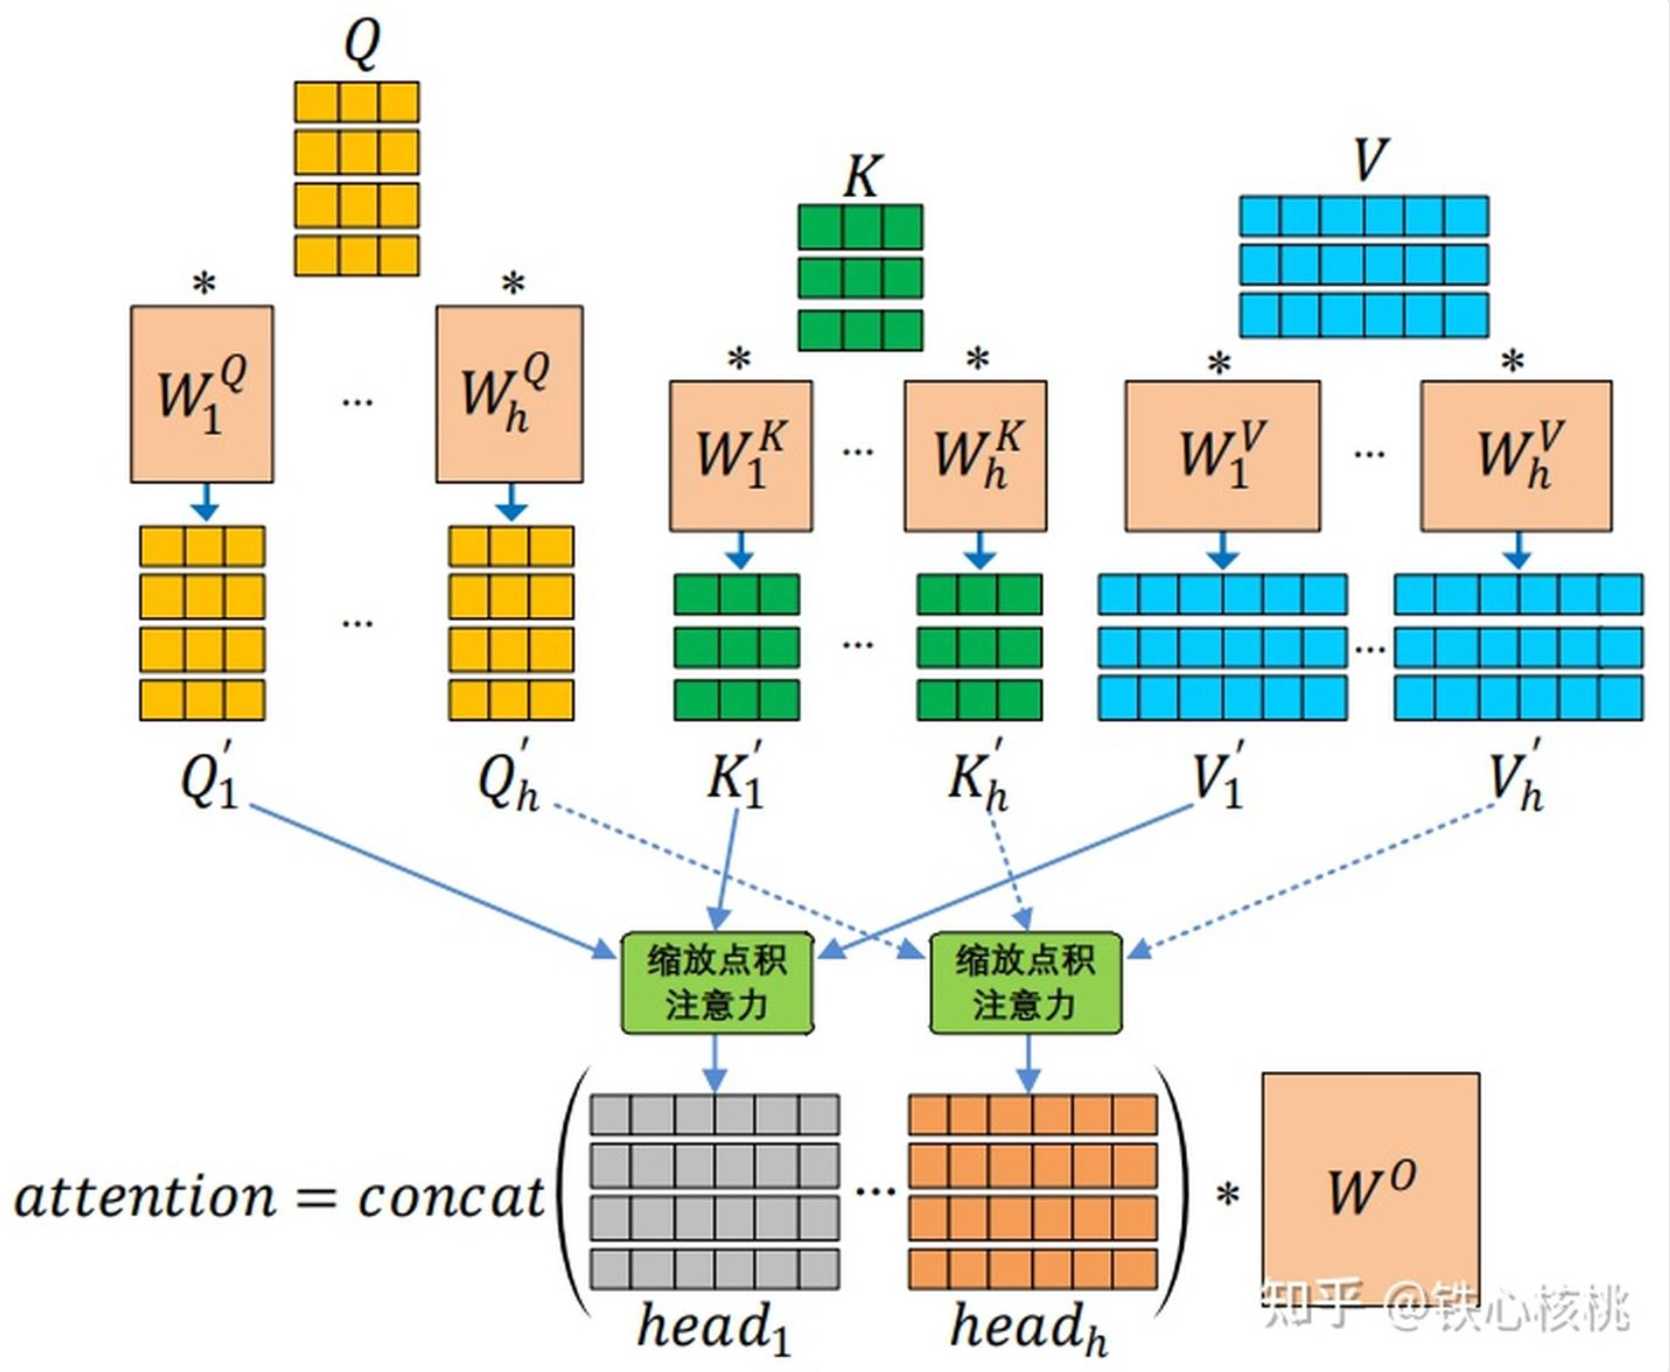 Q
K
V
* * * * * *
W_1^Q ... W_h^Q
W_1^K ... W_h^K
W_1^V ... W_h^V
... ... ...
Q_1' Q_h' K_1' K_h' V_1' V_h'
缩放点积
注意力
缩放点积
注意力
attention = concat( ... ) * W^O
head_1 head_h
知乎 @铁心核桃